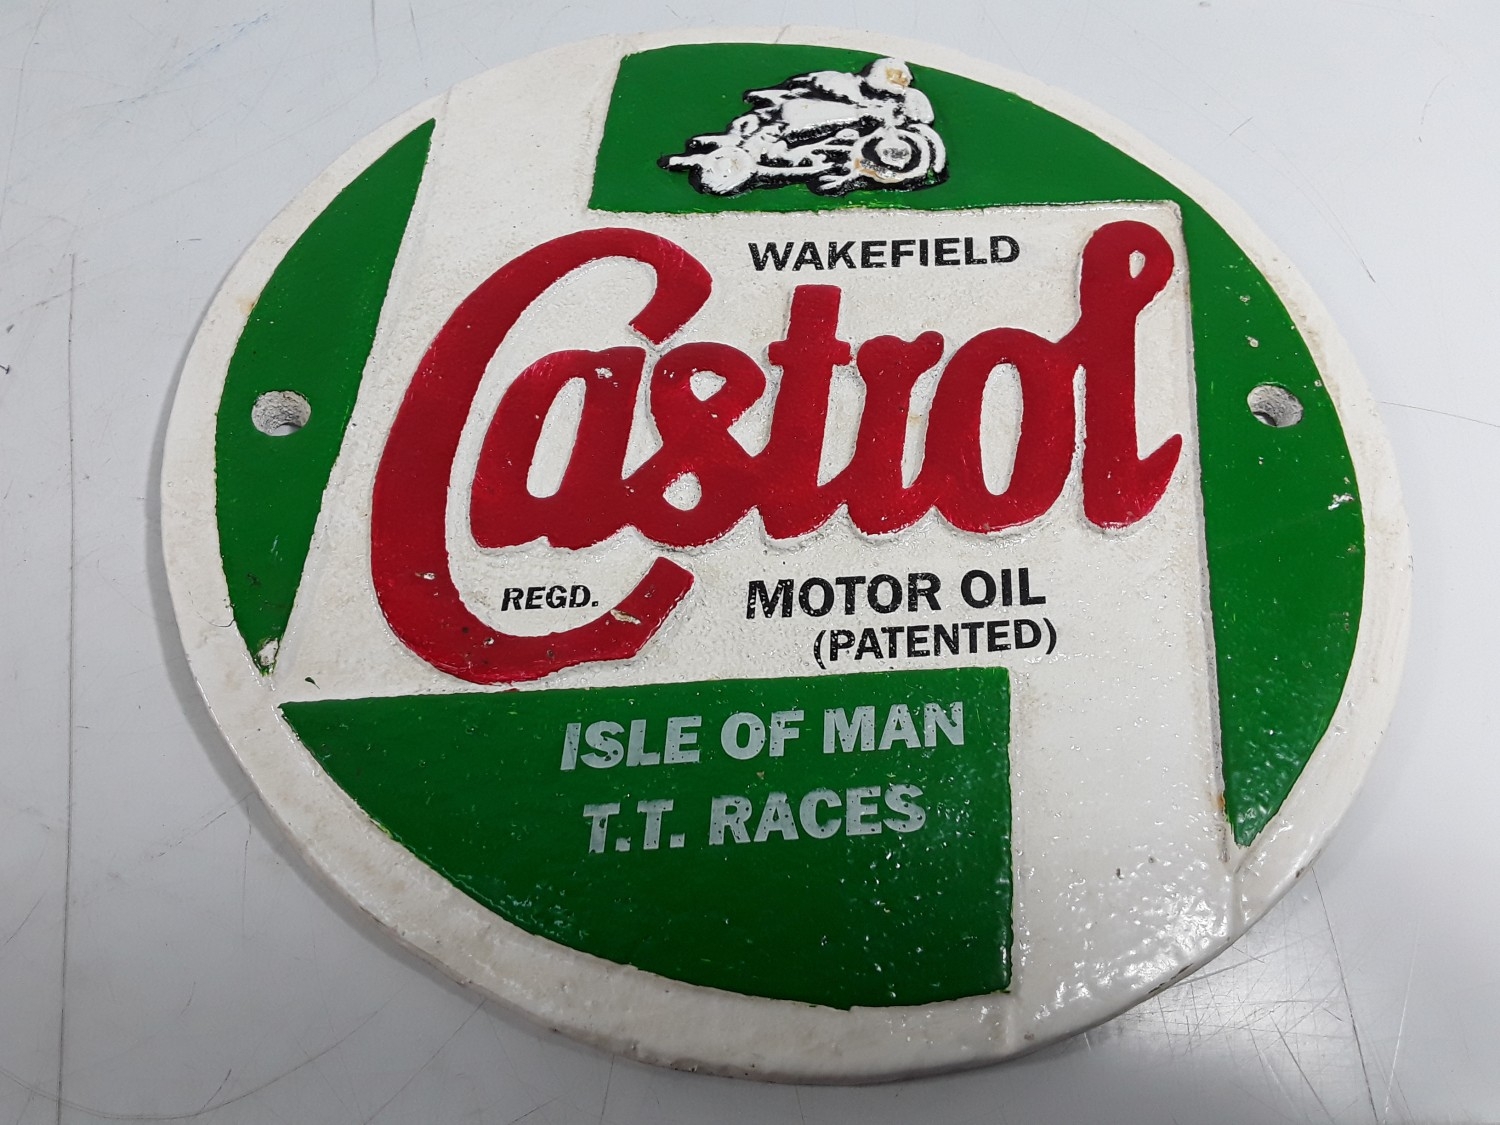 WAKEFIELD
Castrol
REGD.
MOTOR OIL
(PATENTED)
ISLE OF MAN
T.T. RACES